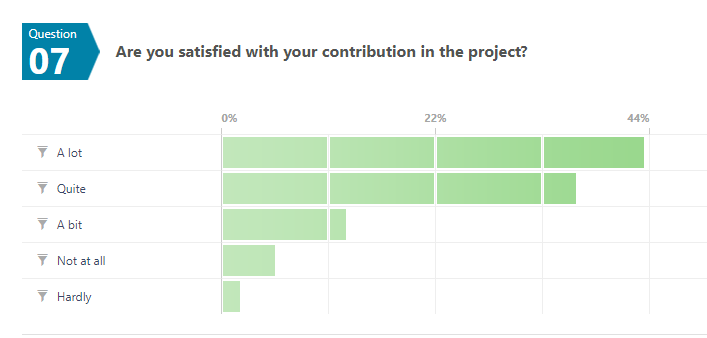 Question
07
Are you satisfied with your contribution in the project?
0% 22% 44%
A lot
Quite
A bit
Not at all
Hardly